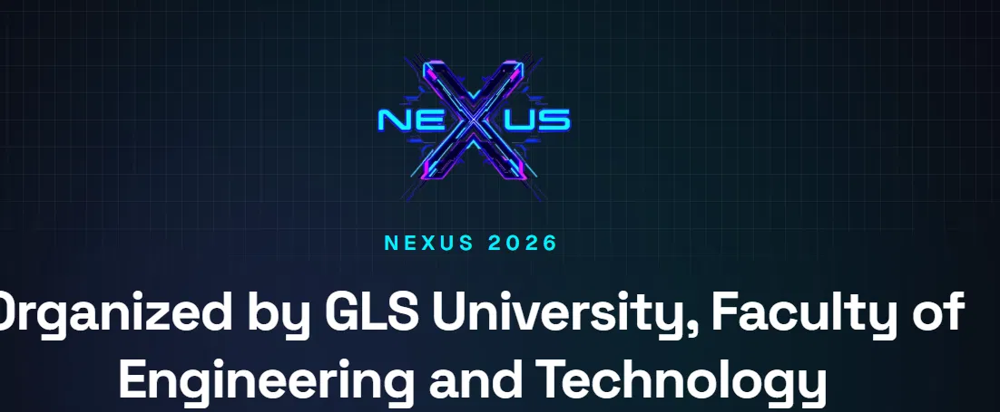 NEXUS
NEXUS 2026
Organized by GLS University, Faculty of
Engineering and Technology